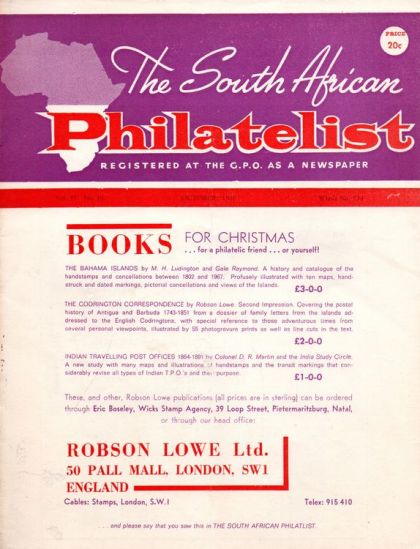 PRICE
20c
The South African
Philatelist
REGISTERED AT THE G.P.O. AS A NEWSPAPER
BOOKS
FOR CHRISTMAS
. . . for a philatelic friend . . . or yourself!
THE BAHAMA ISLANDS by M. H. Ludington and Gale Raymond. A history and catalogue of the
handstamps and cancellations between 1802 and 1967. Profusely illustrated with ten maps, hand-
struck and dated markings, pictorial cancellations and views of the Islands.
£3-0-0
THE CODRINGTON CORRESPONDENCE by Robson Lowe. Second Impression. Covering the postal
history of Antigua and Barbuda 1743-1851 from a dossier of family letters from the islands ad-
dressed to the English Codringtons, with special reference to those adventurous times from
several personal viewpoints, illustrated by 55 photogravure prints as well as line cuts in the text.
£2-0-0
INDIAN TRAVELLING POST OFFICES 1864-1891 by Colonel D. R. Martin and the India Study Circle.
A new study with many maps and illustrations of handstamps and the transit markings that con-
siderably revise all types of Indian T.P.O.'s and their purpose.
£1-0-0
These, and other, Robson Lowe publications (all prices are in sterling) can be ordered
through Eric Boseley, Wicks Stamp Agency, 39 Loop Street, Pietermaritzburg, Natal,
or through our head office:
ROBSON LOWE Ltd.
50 PALL MALL, LONDON, SW1
ENGLAND
Cables: Stamps, London, S.W.1
Telex: 915 410
. . . and please say that you saw this in THE SOUTH AFRICAN PHILATLIST.